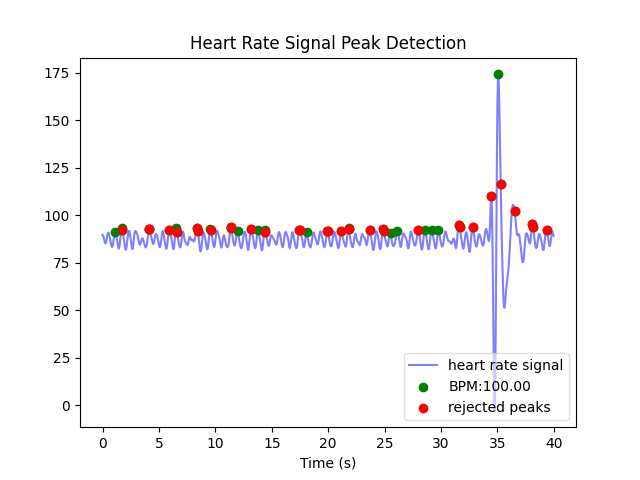 Heart Rate Signal Peak Detection
175
150
125
100
75
50
25
0
heart rate signal
BPM:100.00
rejected peaks
0 5 10 15 20 25 30 35 40
Time (s)